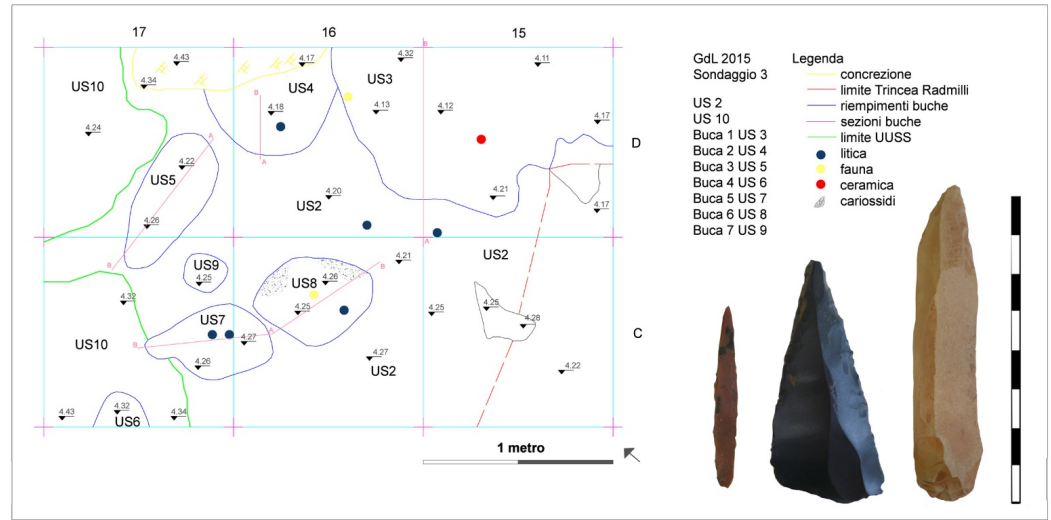 17 16 15
4.43 4.17 4.32 4.11
US10 4.34 US4 US3
4.18 4.13 4.12 4.17
4.24
A B A
D
4.22
US5
4.20 4.21 4.17
US2
4.26
B A
US9 4.21 US2
4.25 US8 4.26 B
4.32 4.25 4.25 4.25 4.28
US7
US10 B 4.27 A
C
4.26 4.27 4.22
US2
4.43 4.32 4.34
US6
1 metro
GdL 2015
Sondaggio 3
US 2
US 10
Buca 1 US 3
Buca 2 US 4
Buca 3 US 5
Buca 4 US 6
Buca 5 US 7
Buca 6 US 8
Buca 7 US 9
Legenda
concrezione
limite Trincea Radmilli
riempimenti buche
sezioni buche
limite UUSS
litica
fauna
ceramica
cariossidi